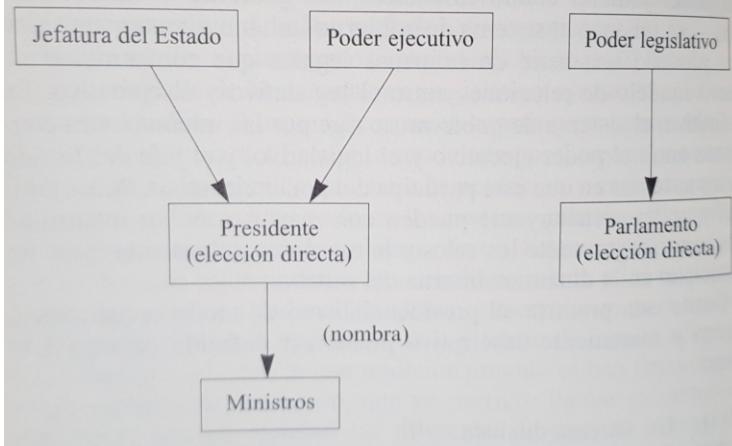 Jefatura del Estado
Poder ejecutivo
Poder legislativo
Presidente
(elección directa)
Parlamento
(elección directa)
(nombra)
Ministros